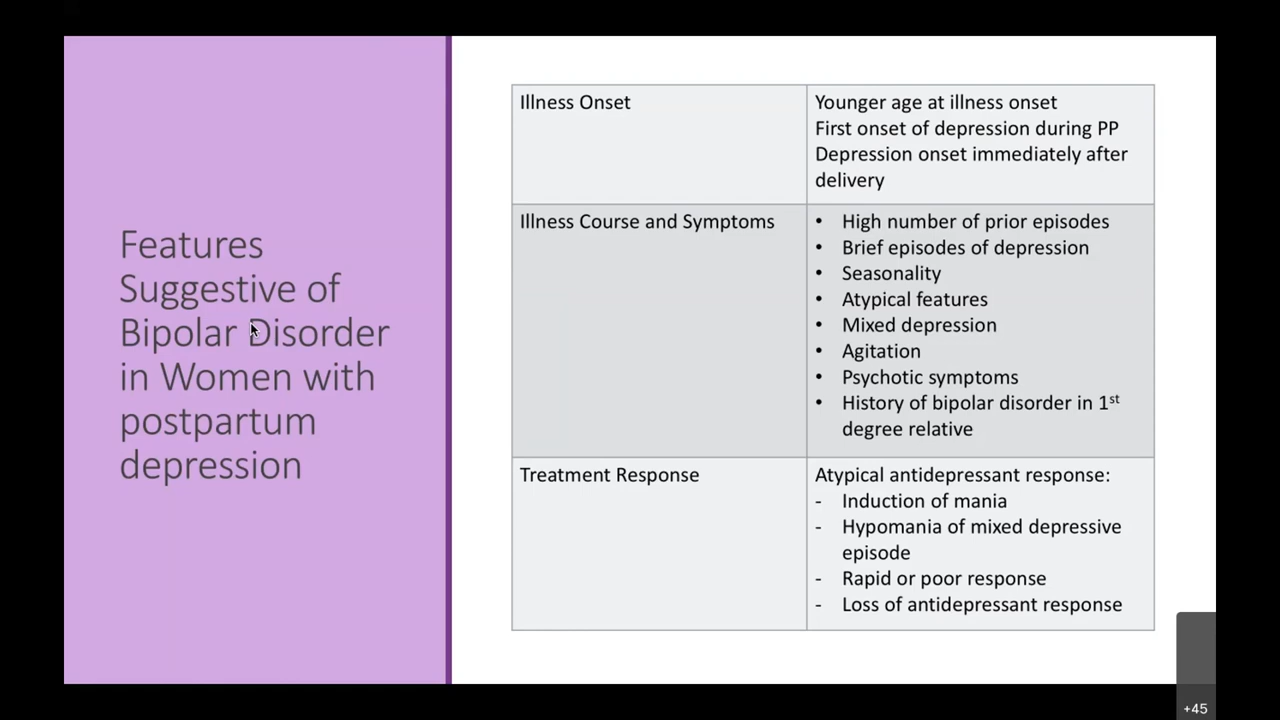 Features
Suggestive of
Bipolar Disorder
in Women with
postpartum
depression
Illness Onset
Younger age at illness onset
First onset of depression during PP
Depression onset immediately after
delivery
Illness Course and Symptoms
• High number of prior episodes
• Brief episodes of depression
• Seasonality
• Atypical features
• Mixed depression
• Agitation
• Psychotic symptoms
• History of bipolar disorder in 1st
degree relative
Treatment Response
Atypical antidepressant response:
- Induction of mania
- Hypomania of mixed depressive
episode
- Rapid or poor response
- Loss of antidepressant response
+45